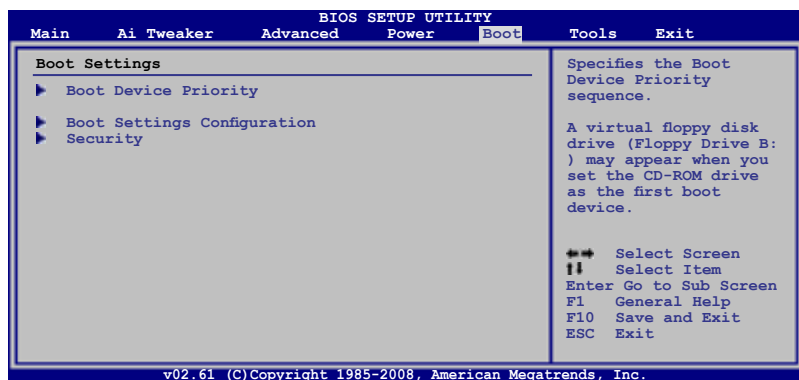 BIOS SETUP UTILITY
Main Ai Tweaker Advanced Power Boot Tools Exit
Boot Settings
Boot Device Priority
Boot Settings Configuration
Security
Specifies the Boot
Device Priority
sequence.
A virtual floppy disk
drive (Floppy Drive B:
) may appear when you
set the CD-ROM drive
as the first boot
device.
Select Screen
Select Item
Enter Go to Sub Screen
F1 General Help
F10 Save and Exit
ESC Exit
v02.61 (C)Copyright 1985-2008, American Megatrends, Inc.